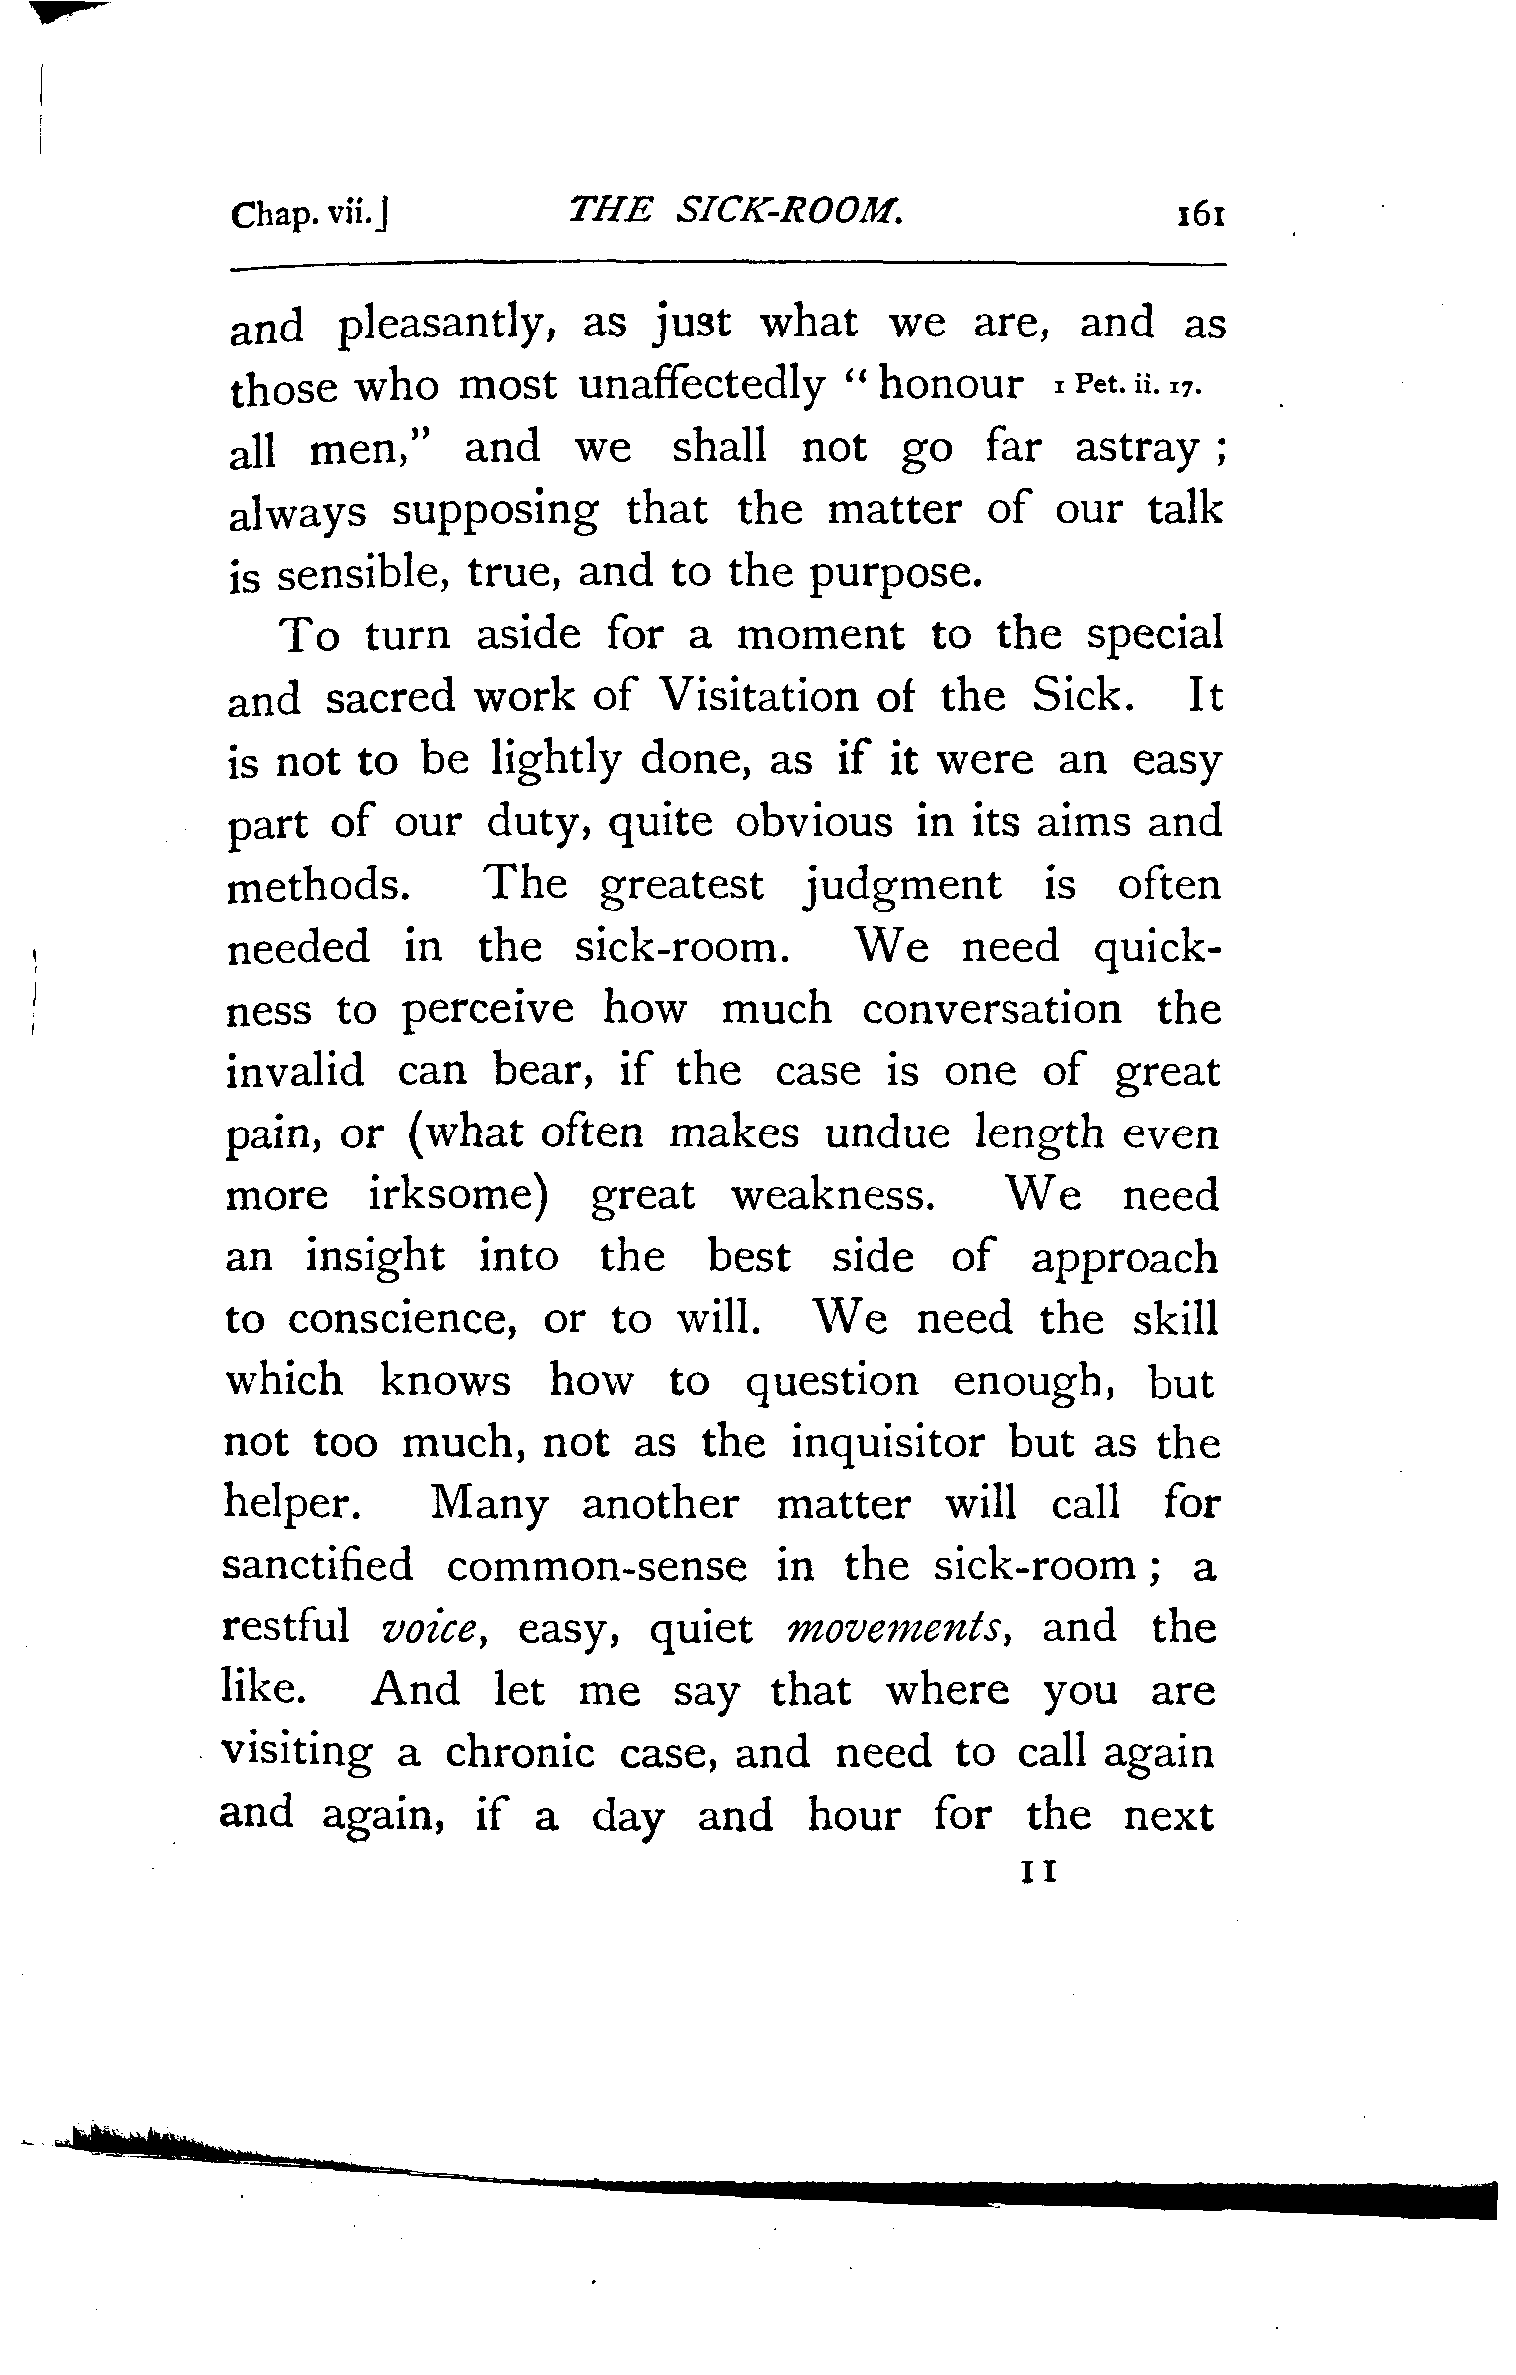 Chap. vii.] THE SICK-ROOM. 161
and pleasantly, as just what we are, and as
those who most unaffectedly “honour 1 Pet. ii. 17.
all men,” and we shall not go far astray ;
always supposing that the matter of our talk
is sensible, true, and to the purpose.
To turn aside for a moment to the special
and sacred work of Visitation of the Sick. It
is not to be lightly done, as if it were an easy
part of our duty, quite obvious in its aims and
methods. The greatest judgment is often
needed in the sick-room. We need quick-
ness to perceive how much conversation the
invalid can bear, if the case is one of great
pain, or (what often makes undue length even
more irksome) great weakness. We need
an insight into the best side of approach
to conscience, or to will. We need the skill
which knows how to question enough, but
not too much, not as the inquisitor but as the
helper. Many another matter will call for
sanctified common-sense in the sick-room ; a
restful voice, easy, quiet movements, and the
like. And let me say that where you are
visiting a chronic case, and need to call again
and again, if a day and hour for the next
11